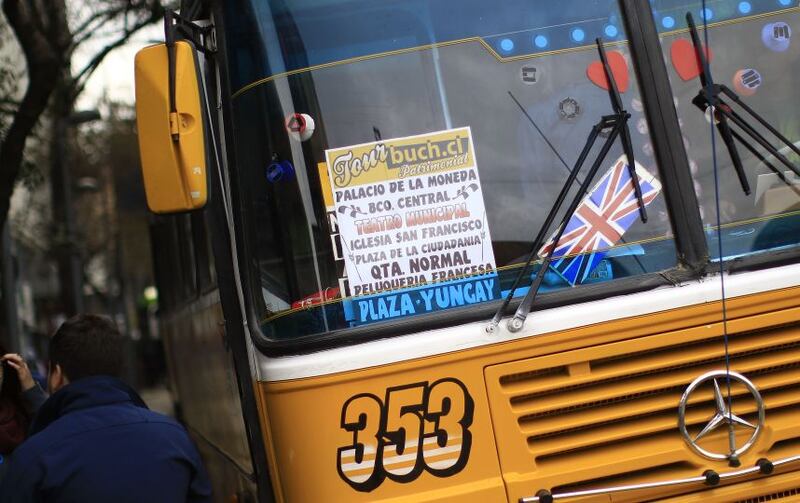 Tour buch.ci
Patrimonial
PALACIO DE LA MONEDA
BCO. CENTRAL
TEATRO MUNICIPAL
IGLESIA SAN FRANCISCO
PLAZA DE LA CIUDADANIA
QTA. NORMAL
PELUQUERIA FRANCESA
PLAZA YUNGAY
353